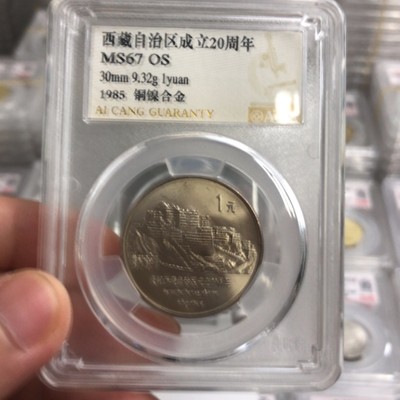 西藏自治区成立20周年
MS67 OS
30mm 9.32g 1yuan
1985 铜镍合金
AI CANG GUARANTY
1元